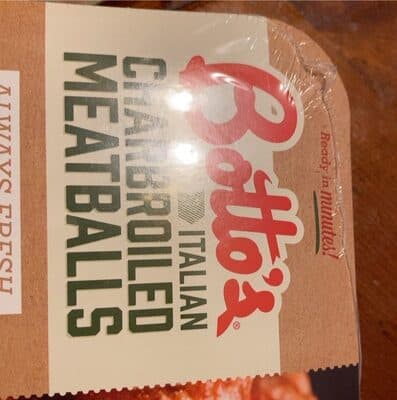 Ready in minutes!
Botto's®
ITALIAN
CHARBROILED
MEATBALLS
ALWAYS FRESH